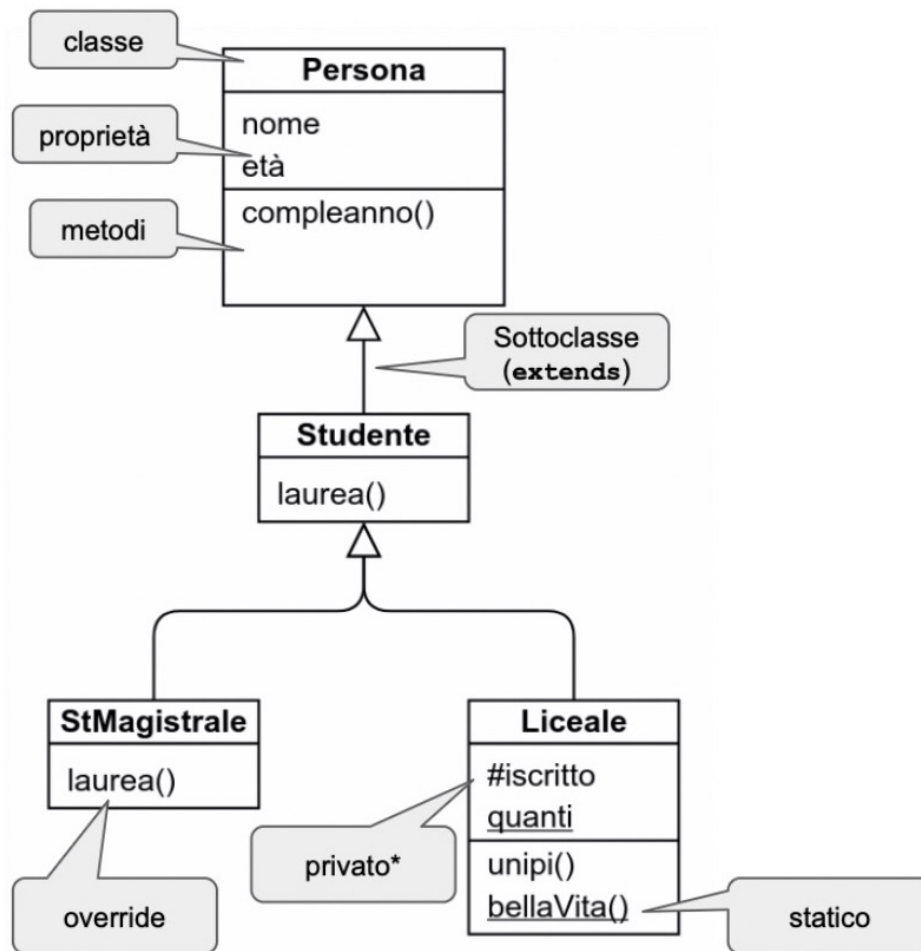 classe
Persona
proprietà
nome
età
metodi
compleanno()
Sottoclasse
(extends)
Studente
laurea()
StMagistrale
laurea()
override
Liceale
#iscritto
quanti
privato*
unipi()
bellaVita()
statico